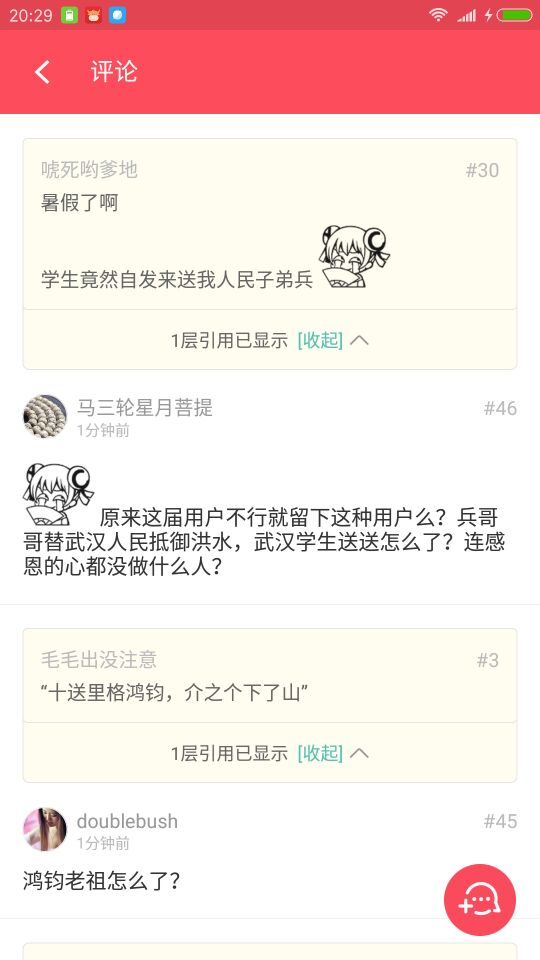 20:29
评论
唬死哟爹地
#30
暑假了啊
学生竟然自发来送我人民子弟兵
1层引用已显示 [收起]
马三轮星月菩提
#46
1分钟前
原来这届用户不行就留下这种用户么？兵哥
哥替武汉人民抵御洪水，武汉学生送送怎么了？连感
恩的心都没做什么人？
毛毛出没注意
#3
“十送里格鸿钧，介之个下了山”
1层引用已显示 [收起]
doublebush
#45
1分钟前
鸿钧老祖怎么了？